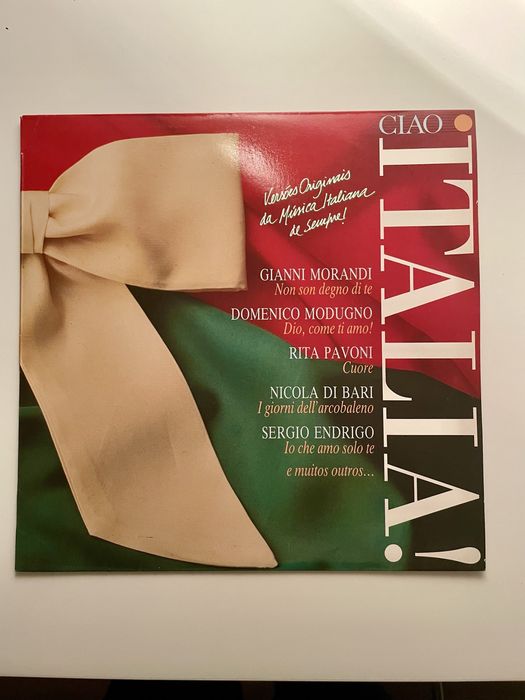 CIAO
ITALIA!
Versões Originais
da Música Italiana
de sempre!
GIANNI MORANDI
Non son degno di te
DOMENICO MODUGNO
Dio, come ti amo!
RITA PAVONI
Cuore
NICOLA DI BARI
I giorni dell'arcobaleno
SERGIO ENDRIGO
Io che amo solo te
e muitos outros...